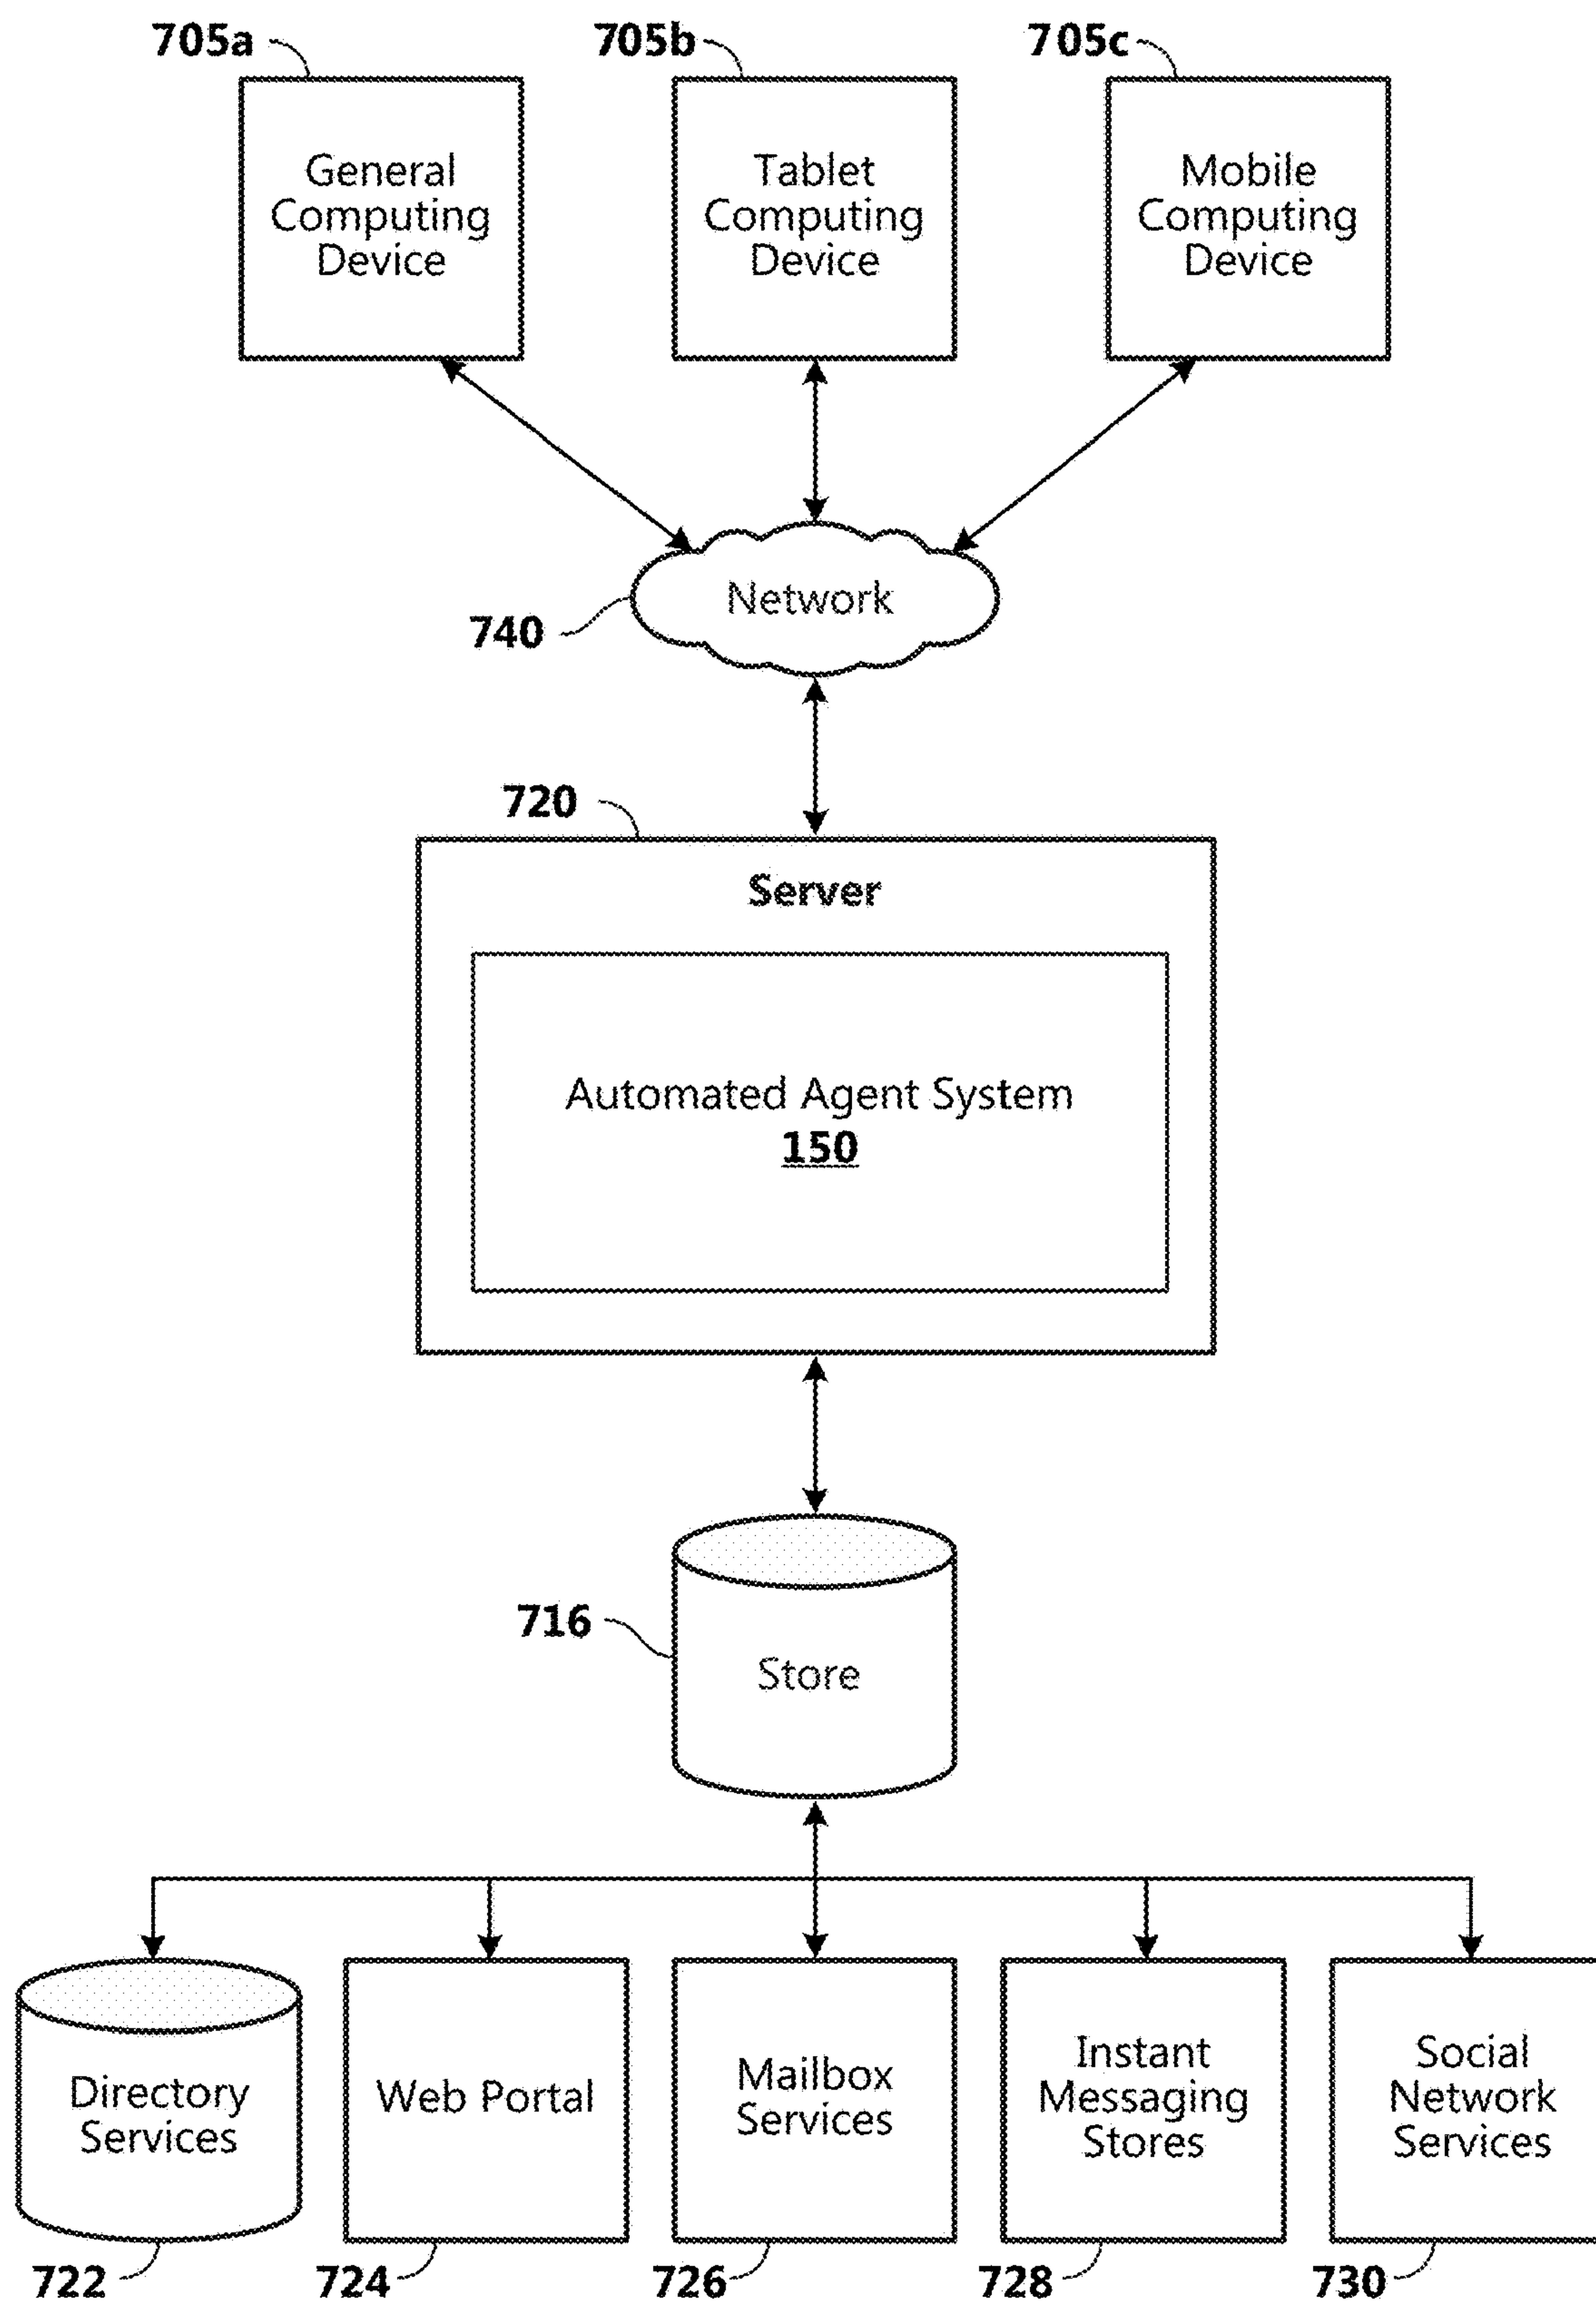 705a
705b
705c
General
Computing
Device
Tablet
Computing
Device
Mobile
Computing
Device
Network
740
720
Server
Automated Agent System
150
716
Store
Directory
Services
Web Portal
Mailbox
Services
Instant
Messaging
Stores
Social
Network
Services
722
724
726
728
730